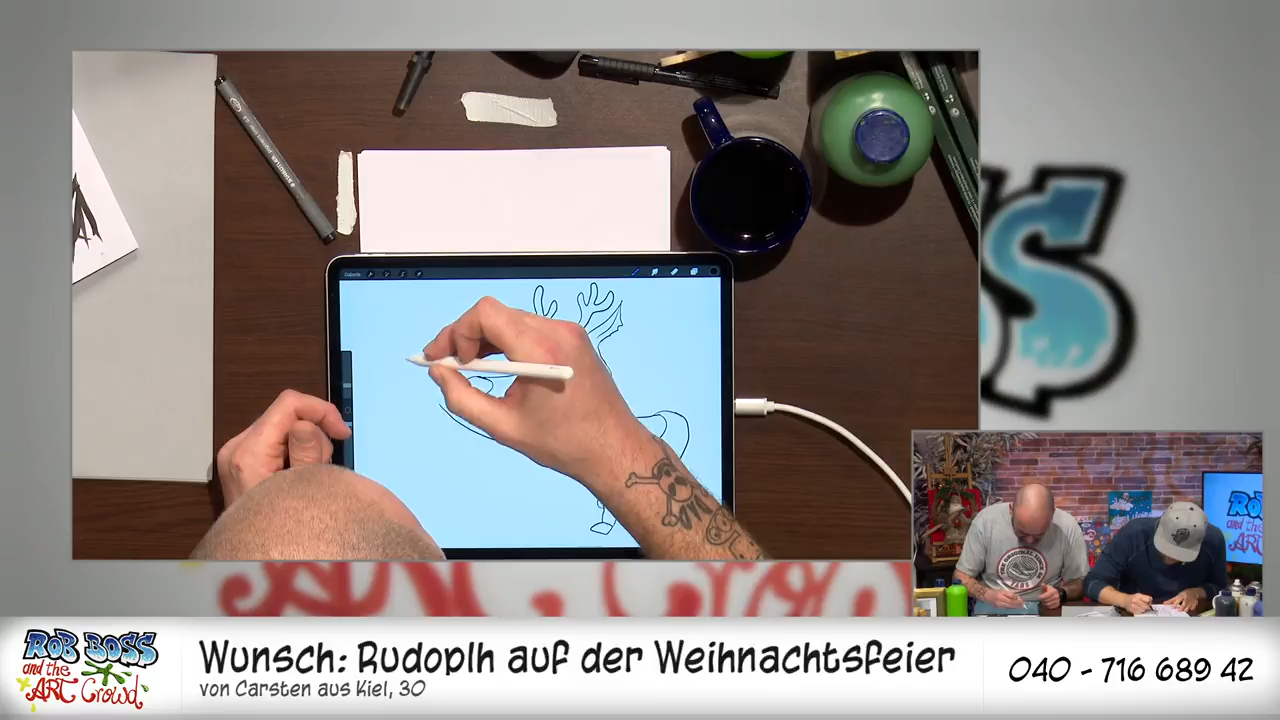 Galerie
S
ROB BOSS
and the
ART Crowd
Wunsch: Rudoplh auf der Weihnachtsfeier
von Carsten aus Kiel, 30
040 - 716 689 42